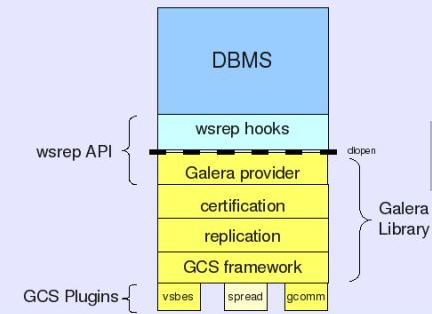 DBMS
wsrep hooks
wsrep API
dlopen
Galera provider
certification
Galera
Library
replication
GCS framework
GCS Plugins
vsbes
spread
gcomm